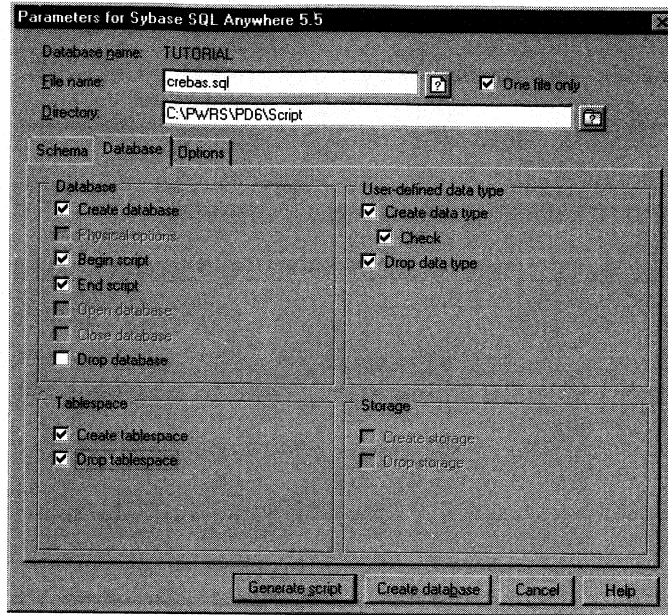 Parameters for Sybase SQL Anywhere 5.5
Database name: TUTORIAL
File name: crebas.sql One file only
Directory: C:\PWRS\PD6\Script
Schema Database Options
Database
Create database
Physical options
Begin script
End script
Open database
Close database
Drop database
User-defined data type
Create data type
Check
Drop data type
Tablespace
Create tablespace
Drop tablespace
Storage
Create storage
Drop storage
Generate script Create database Cancel Help